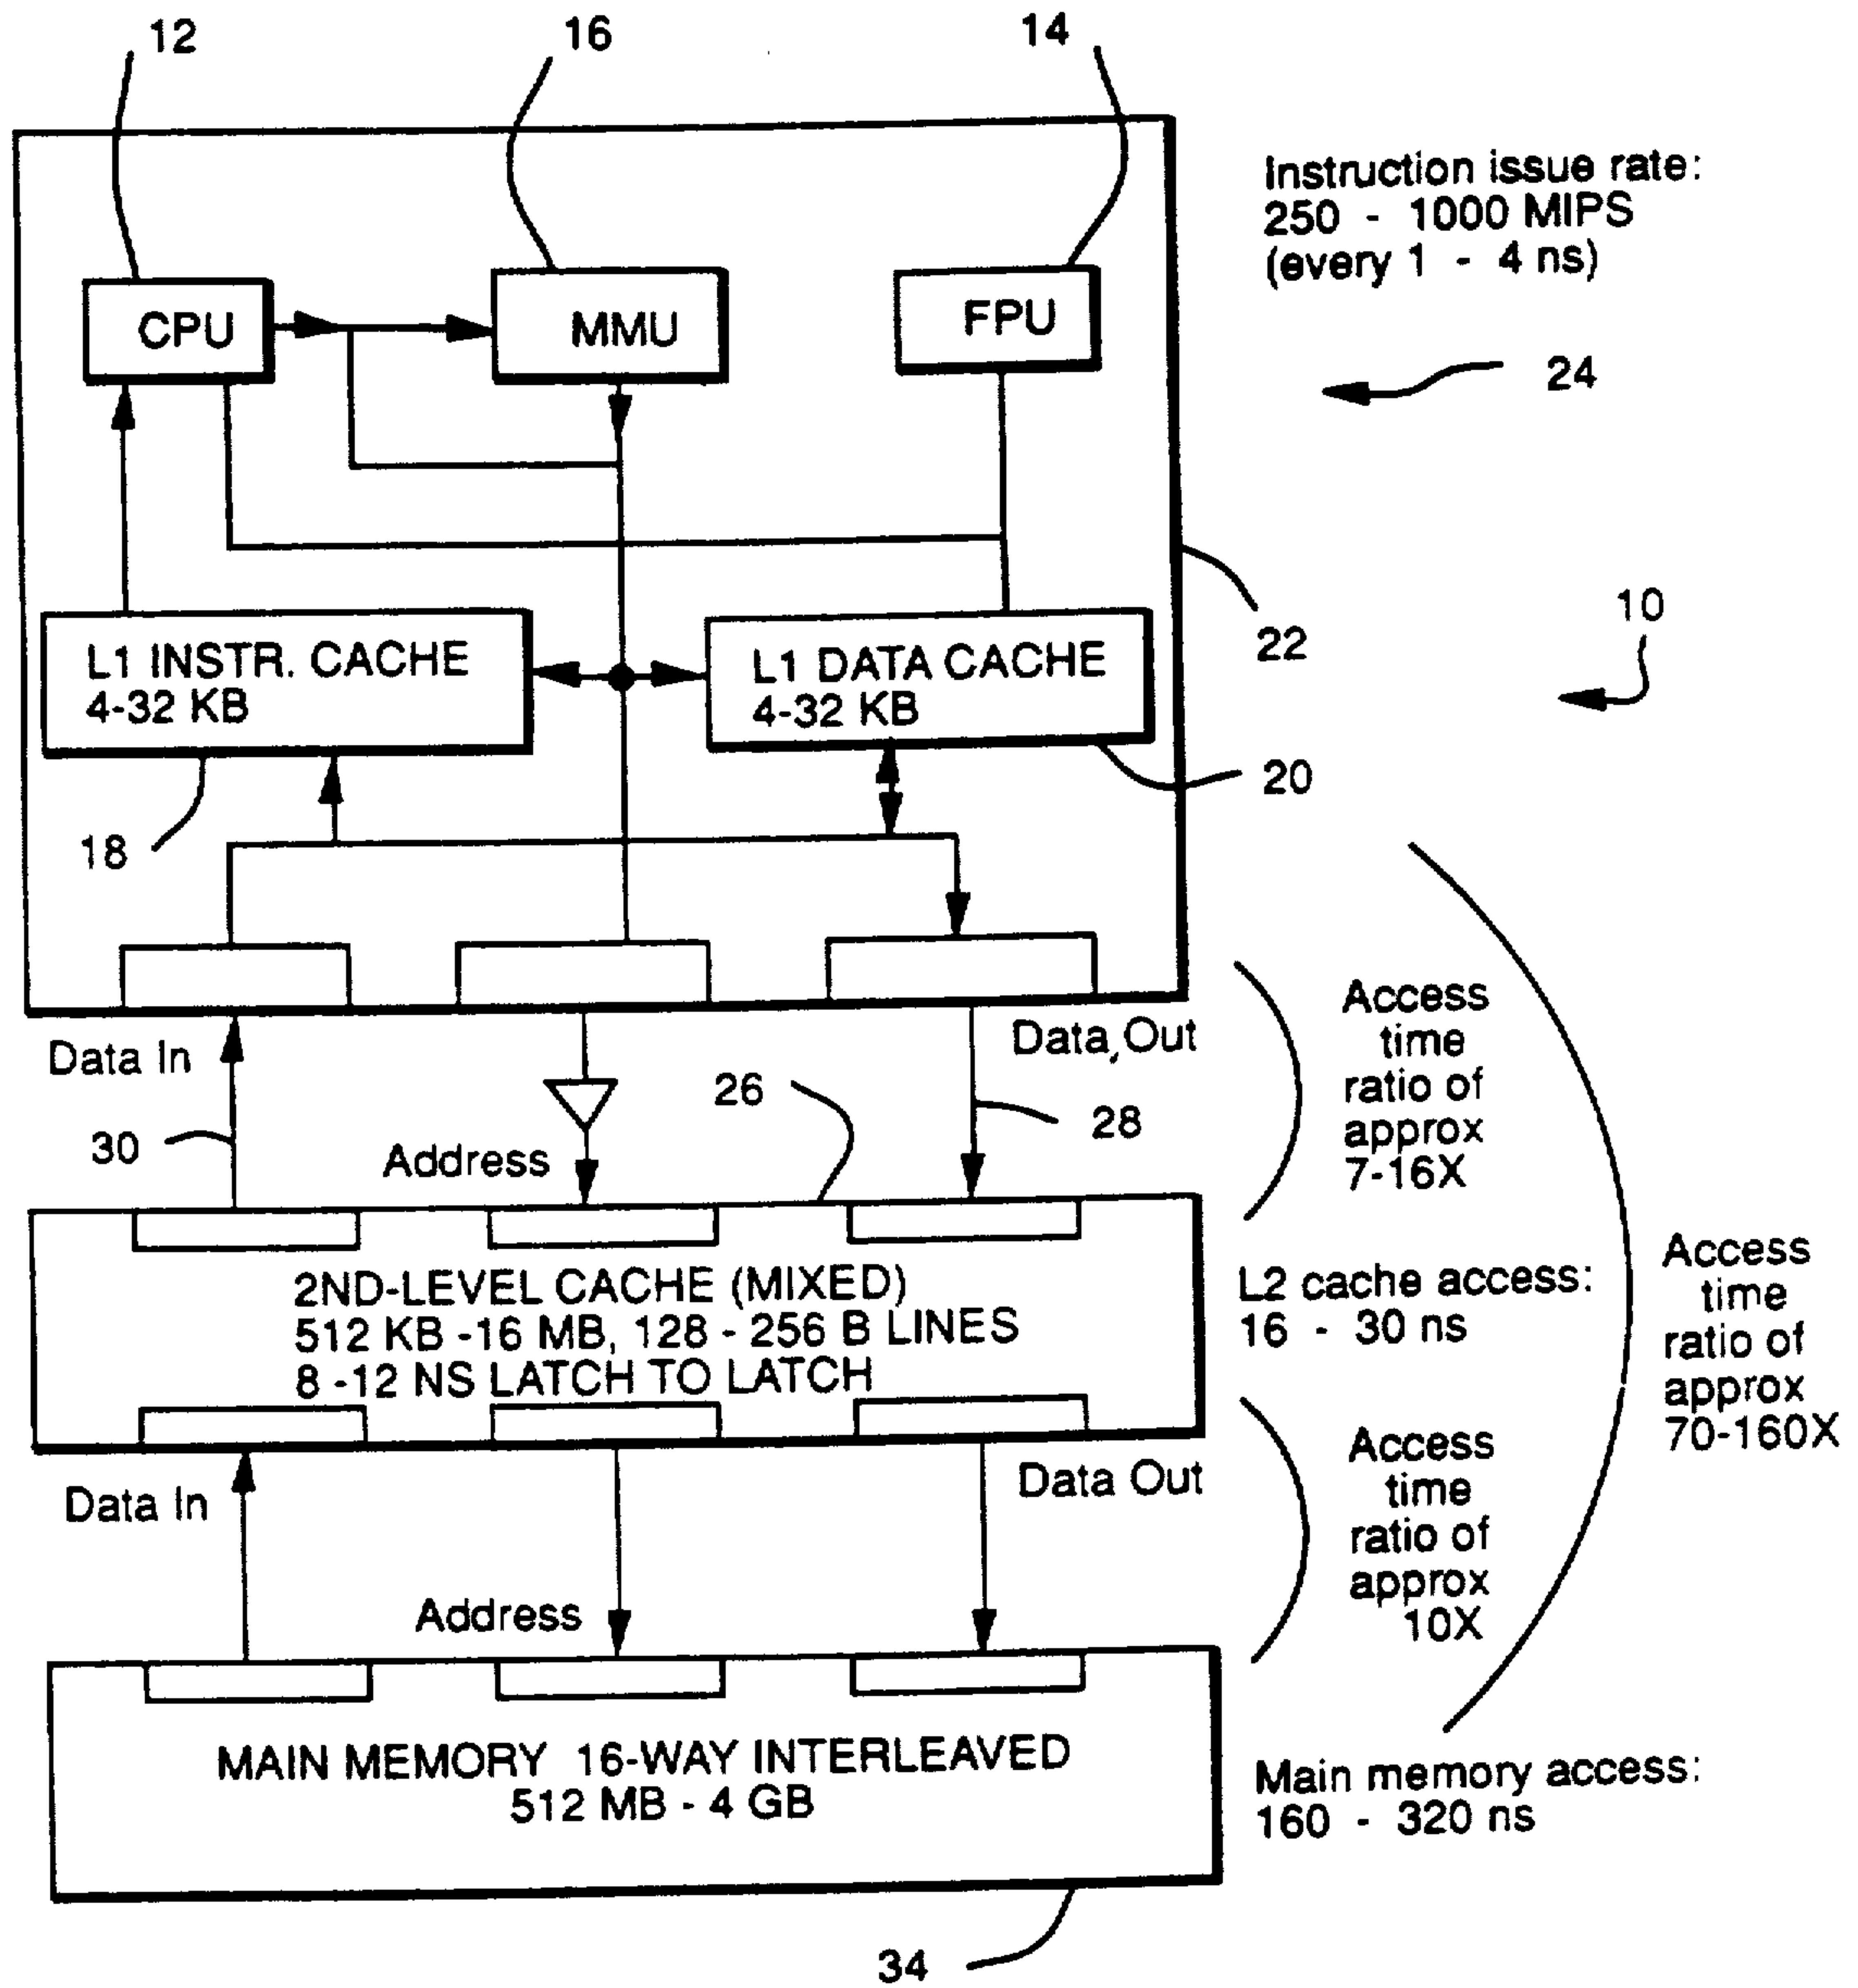 12
16
14
Instruction issue rate:
250 - 1000 MIPS
(every 1 - 4 ns)
CPU
MMU
FPU
24
10
22
L1 INSTR. CACHE
4-32 KB
L1 DATA CACHE
4-32 KB
20
18
Access
time
ratio of
approx
7-16X
Data In
Data Out
26
28
30
Address
2ND-LEVEL CACHE (MIXED)
512 KB -16 MB, 128 - 256 B LINES
8 -12 NS LATCH TO LATCH
L2 cache access:
16 - 30 ns
Access
time
ratio of
approx
70-160X
Data In
Data Out
Access
time
ratio of
approx
10X
Address
MAIN MEMORY 16-WAY INTERLEAVED
512 MB - 4 GB
Main memory access:
160 - 320 ns
34